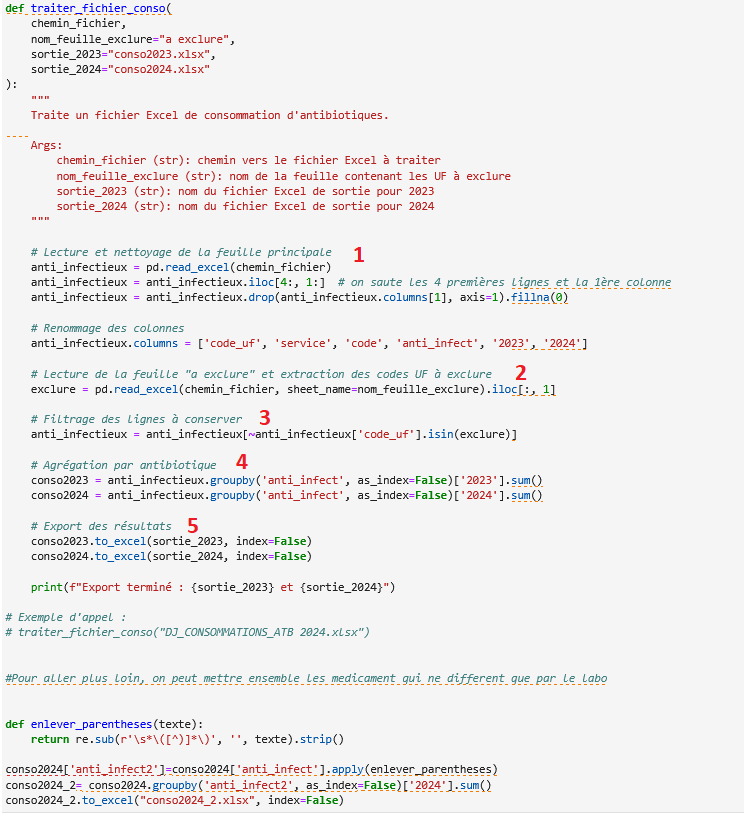 def traiter_fichier_conso(
    chemin_fichier,
    nom_feuille_exclure="a exclure",
    sortie_2023="conso2023.xlsx",
    sortie_2024="conso2024.xlsx"
):
    """
    Traite un fichier Excel de consommation d'antibiotiques.
    Args:
        chemin_fichier (str): chemin vers le fichier Excel à traiter
        nom_feuille_exclure (str): nom de la feuille contenant les UF à exclure
        sortie_2023 (str): nom du fichier Excel de sortie pour 2023
        sortie_2024 (str): nom du fichier Excel de sortie pour 2024
    """
    # Lecture et nettoyage de la feuille principale 1
    anti_infectieux = pd.read_excel(chemin_fichier)
    anti_infectieux = anti_infectieux.iloc[4:, 1:]  # on saute les 4 premières lignes et la 1ère colonne
    anti_infectieux = anti_infectieux.drop(anti_infectieux.columns[1], axis=1).fillna(0)
    # Renommage des colonnes
    anti_infectieux.columns = ['code_uf', 'service', 'code', 'anti_infect', '2023', '2024']
    # Lecture de la feuille "a exclure" et extraction des codes UF à exclure 2
    exclure = pd.read_excel(chemin_fichier, sheet_name=nom_feuille_exclure).iloc[:, 1]
    # Filtrage des lignes à conserver 3
    anti_infectieux = anti_infectieux[~anti_infectieux['code_uf'].isin(exclure)]
    # Agrégation par antibiotique 4
    conso2023 = anti_infectieux.groupby('anti_infect', as_index=False)['2023'].sum()
    conso2024 = anti_infectieux.groupby('anti_infect', as_index=False)['2024'].sum()
    # Export des résultats 5
    conso2023.to_excel(sortie_2023, index=False)
    conso2024.to_excel(sortie_2024, index=False)
    print(f"Export terminé : {sortie_2023} et {sortie_2024}")
# Exemple d'appel :
# traiter_fichier_conso("DJ_CONSOMMATIONS_ATB 2024.xlsx")
#Pour aller plus loin, on peut mettre ensemble les medicament qui ne different que par le labo
def enlever_parentheses(texte):
    return re.sub(r'\s*\([^)]*\)', '', texte).strip()
conso2024['anti_infect2']=conso2024['anti_infect'].apply(enlever_parentheses)
conso2024_2= conso2024.groupby('anti_infect2', as_index=False)['2024'].sum()
conso2024_2.to_excel("conso2024_2.xlsx", index=False)